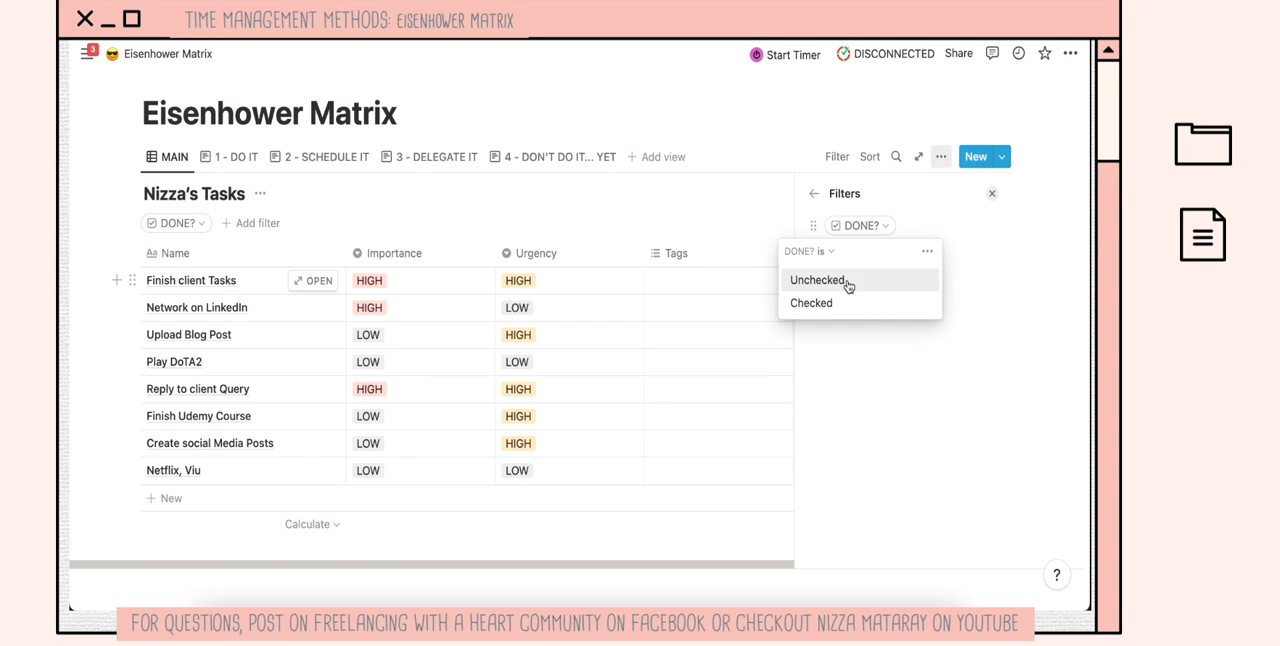 TIME MANAGEMENT METHODS: EISENHOWER MATRIX
3 Eisenhower Matrix Start Timer DISCONNECTED Share
Eisenhower Matrix
MAIN 1 - DO IT 2 - SCHEDULE IT 3 - DELEGATE IT 4 - DON'T DO IT... YET + Add view Filter Sort New
Nizza's Tasks ... Filters
DONE? + Add filter DONE?
Aa Name Importance Urgency Tags DONE? is
Finish client Tasks OPEN HIGH HIGH Unchecked
Network on LinkedIn HIGH LOW Checked
Upload Blog Post LOW HIGH
Play DoTA2 LOW LOW
Reply to client Query HIGH HIGH
Finish Udemy Course LOW HIGH
Create social Media Posts LOW HIGH
Netflix, Viu LOW LOW
+ New
Calculate
?
FOR QUESTIONS, POST ON FREELANCING WITH A HEART COMMUNITY ON FACEBOOK OR CHECKOUT NIZZA MATARAY ON YOUTUBE